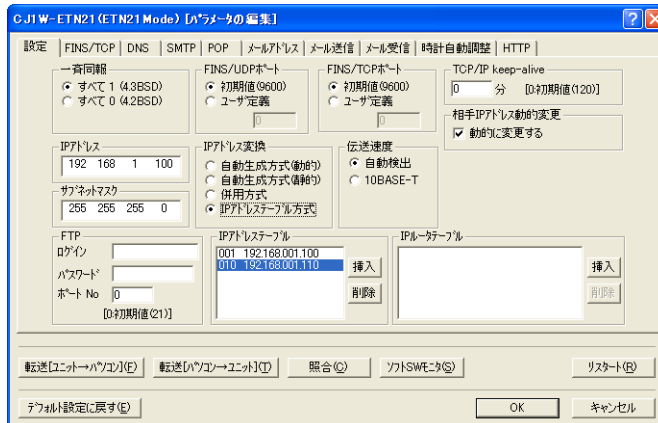 CJ1W-ETN21 (ETN21 Mode) [ﾊﾟﾗﾒｰﾀの編集]
設定 FINS/TCP DNS SMTP POP ﾒｰﾙｱﾄﾞﾚｽ ﾒｰﾙ送信 ﾒｰﾙ受信 時計自動調整 HTTP
一斉同報
すべて 1 (4.3BSD)
すべて 0 (4.2BSD)
FINS/UDPﾎﾟｰﾄ
初期値(9600)
ﾕｰｻﾞ定義
0
FINS/TCPﾎﾟｰﾄ
初期値(9600)
ﾕｰｻﾞ定義
0
TCP/IP keep-alive
0 分 [0:初期値(120)]
相手IPｱﾄﾞﾚｽ動的変更
動的に変更する
IPｱﾄﾞﾚｽ
192 168 1 100
ｻﾌﾞﾈｯﾄﾏｽｸ
255 255 255 0
IPｱﾄﾞﾚｽ変換
自動生成方式(動的)
自動生成方式(静的)
併用方式
IPｱﾄﾞﾚｽﾃｰﾌﾞﾙ方式
伝送速度
自動検出
10BASE-T
FTP
ﾛｸﾞｲﾝ
ﾊﾟｽﾜｰﾄﾞ
ﾎﾟｰﾄ No 0
[0:初期値(21)]
IPｱﾄﾞﾚｽﾃｰﾌﾞﾙ
001 192.168.001.100
010 192.168.001.110
挿入
削除
IPﾙｰﾀﾃｰﾌﾞﾙ
挿入
削除
転送[ﾕﾆｯﾄ→ﾊﾟｿｺﾝ](F) 転送[ﾊﾟｿｺﾝ→ﾕﾆｯﾄ](T) 照合(C) ｿﾌﾄSWﾓﾆﾀ(S) ﾘｽﾀｰﾄ(R)
ﾃﾞﾌｫﾙﾄ設定に戻す(E) OK ｷｬﾝｾﾙ